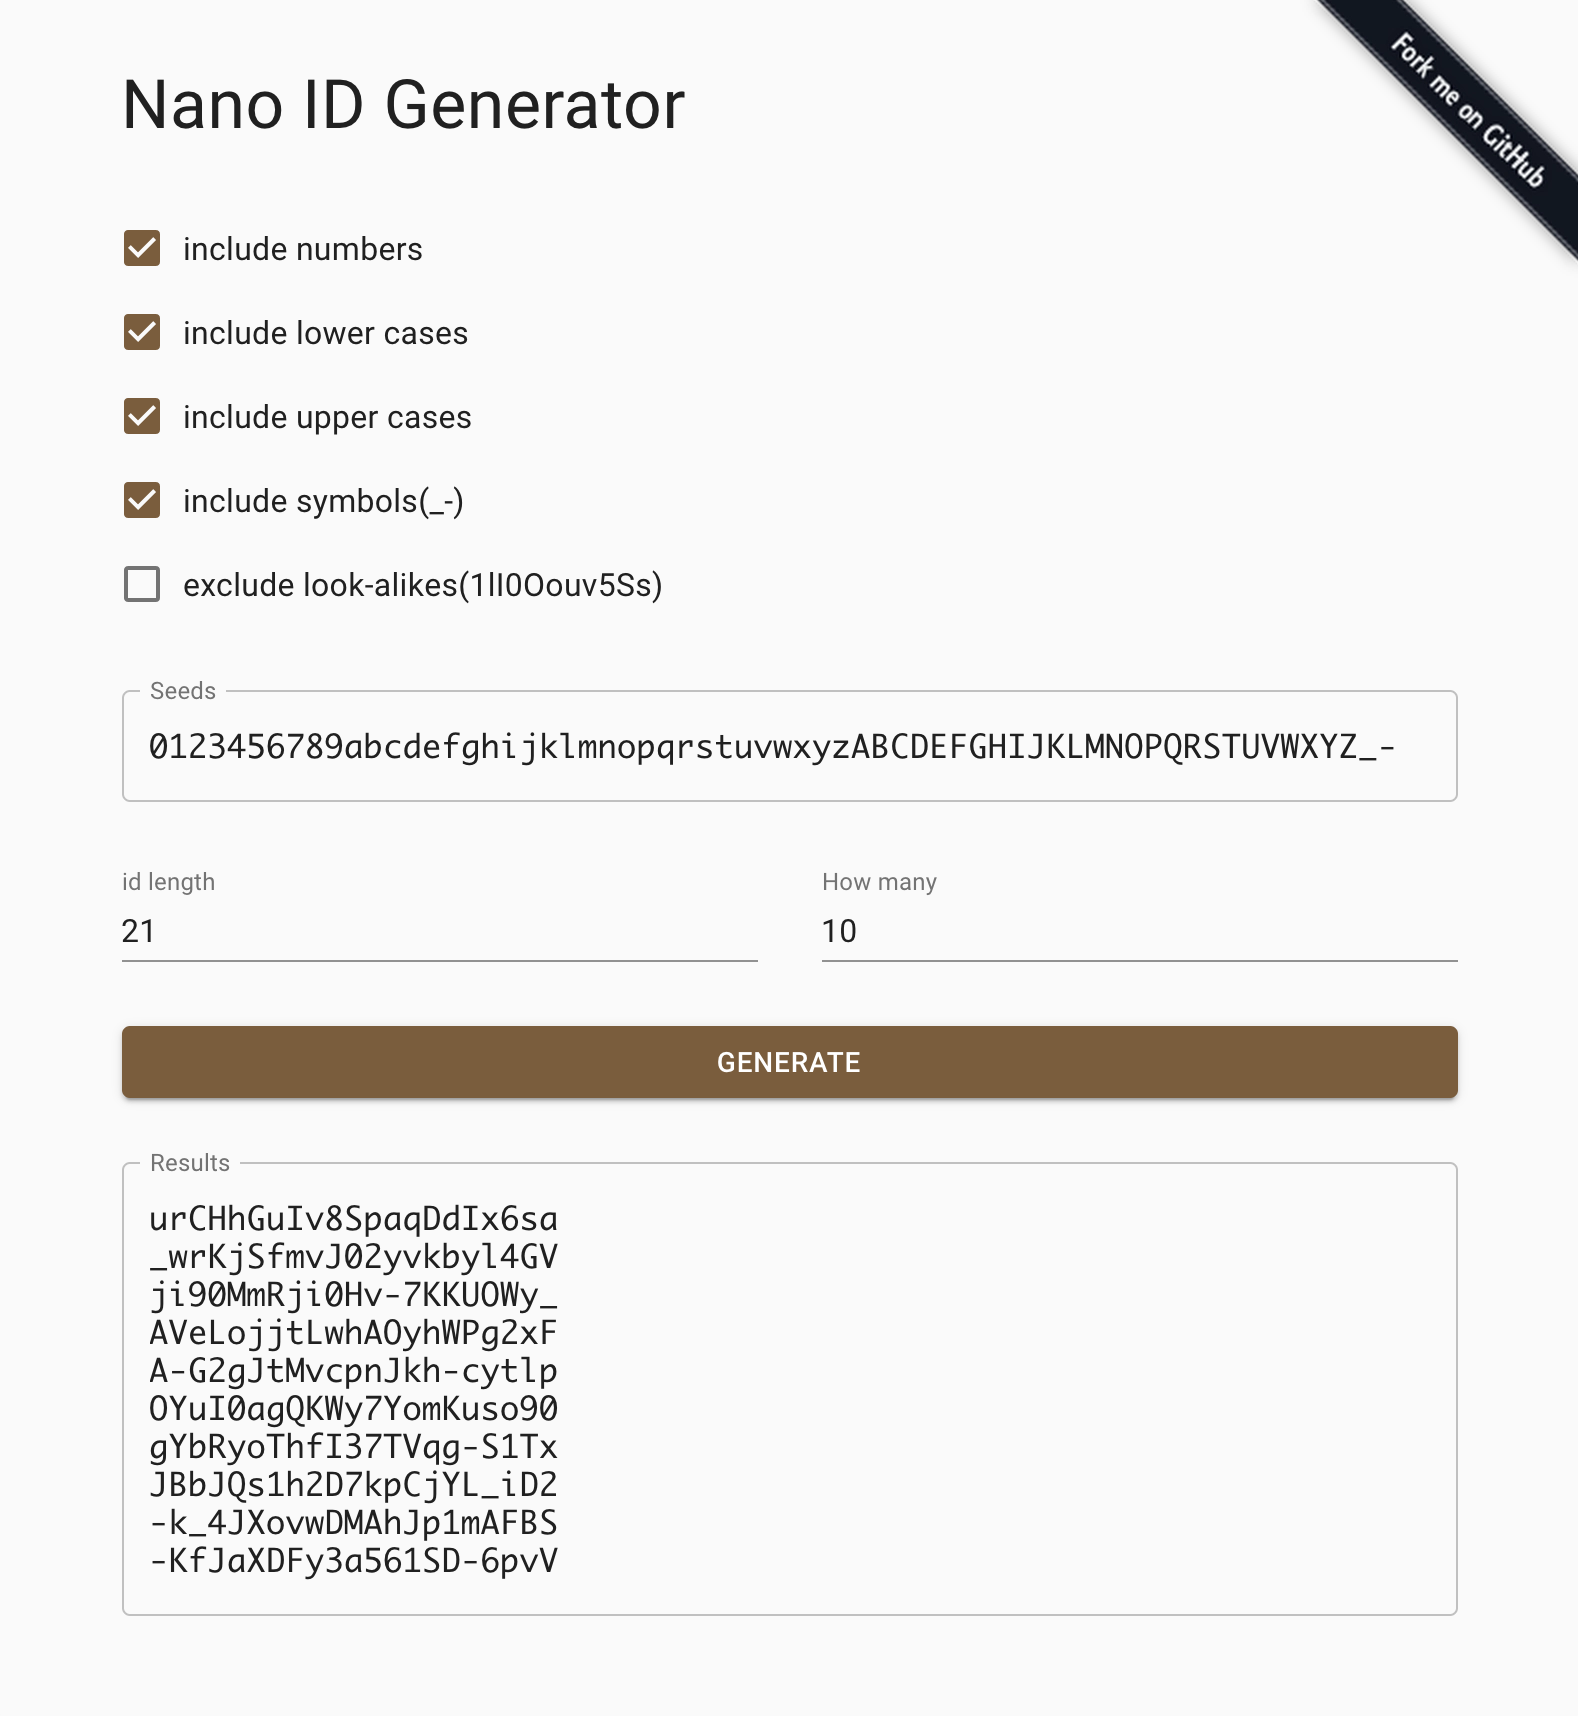 Fork me on GitHub
Nano ID Generator
include numbers
include lower cases
include upper cases
include symbols(_-)
exclude look-alikes(1lI0Oouv5Ss)
Seeds
0123456789abcdefghijklmnopqrstuvwxyzABCDEFGHIJKLMNOPQRSTUVWXYZ_-
id length
21
How many
10
GENERATE
Results
urCHhGuIv8SpaqDdIx6sa
_wrKjSfmvJ02yvkbyl4GV
ji90MmRji0Hv-7KKUOWy_
AVeLojjtLwhAOyhWPg2xF
A-G2gJtMvcpnJkh-cytlp
OYuI0agQKWy7YomKuso90
gYbRyoThfI37TVqg-S1Tx
JBbJQs1h2D7kpCjYL_iD2
-k_4JXovwDMAhJp1mAFBS
-KfJaXDFy3a561SD-6pvV